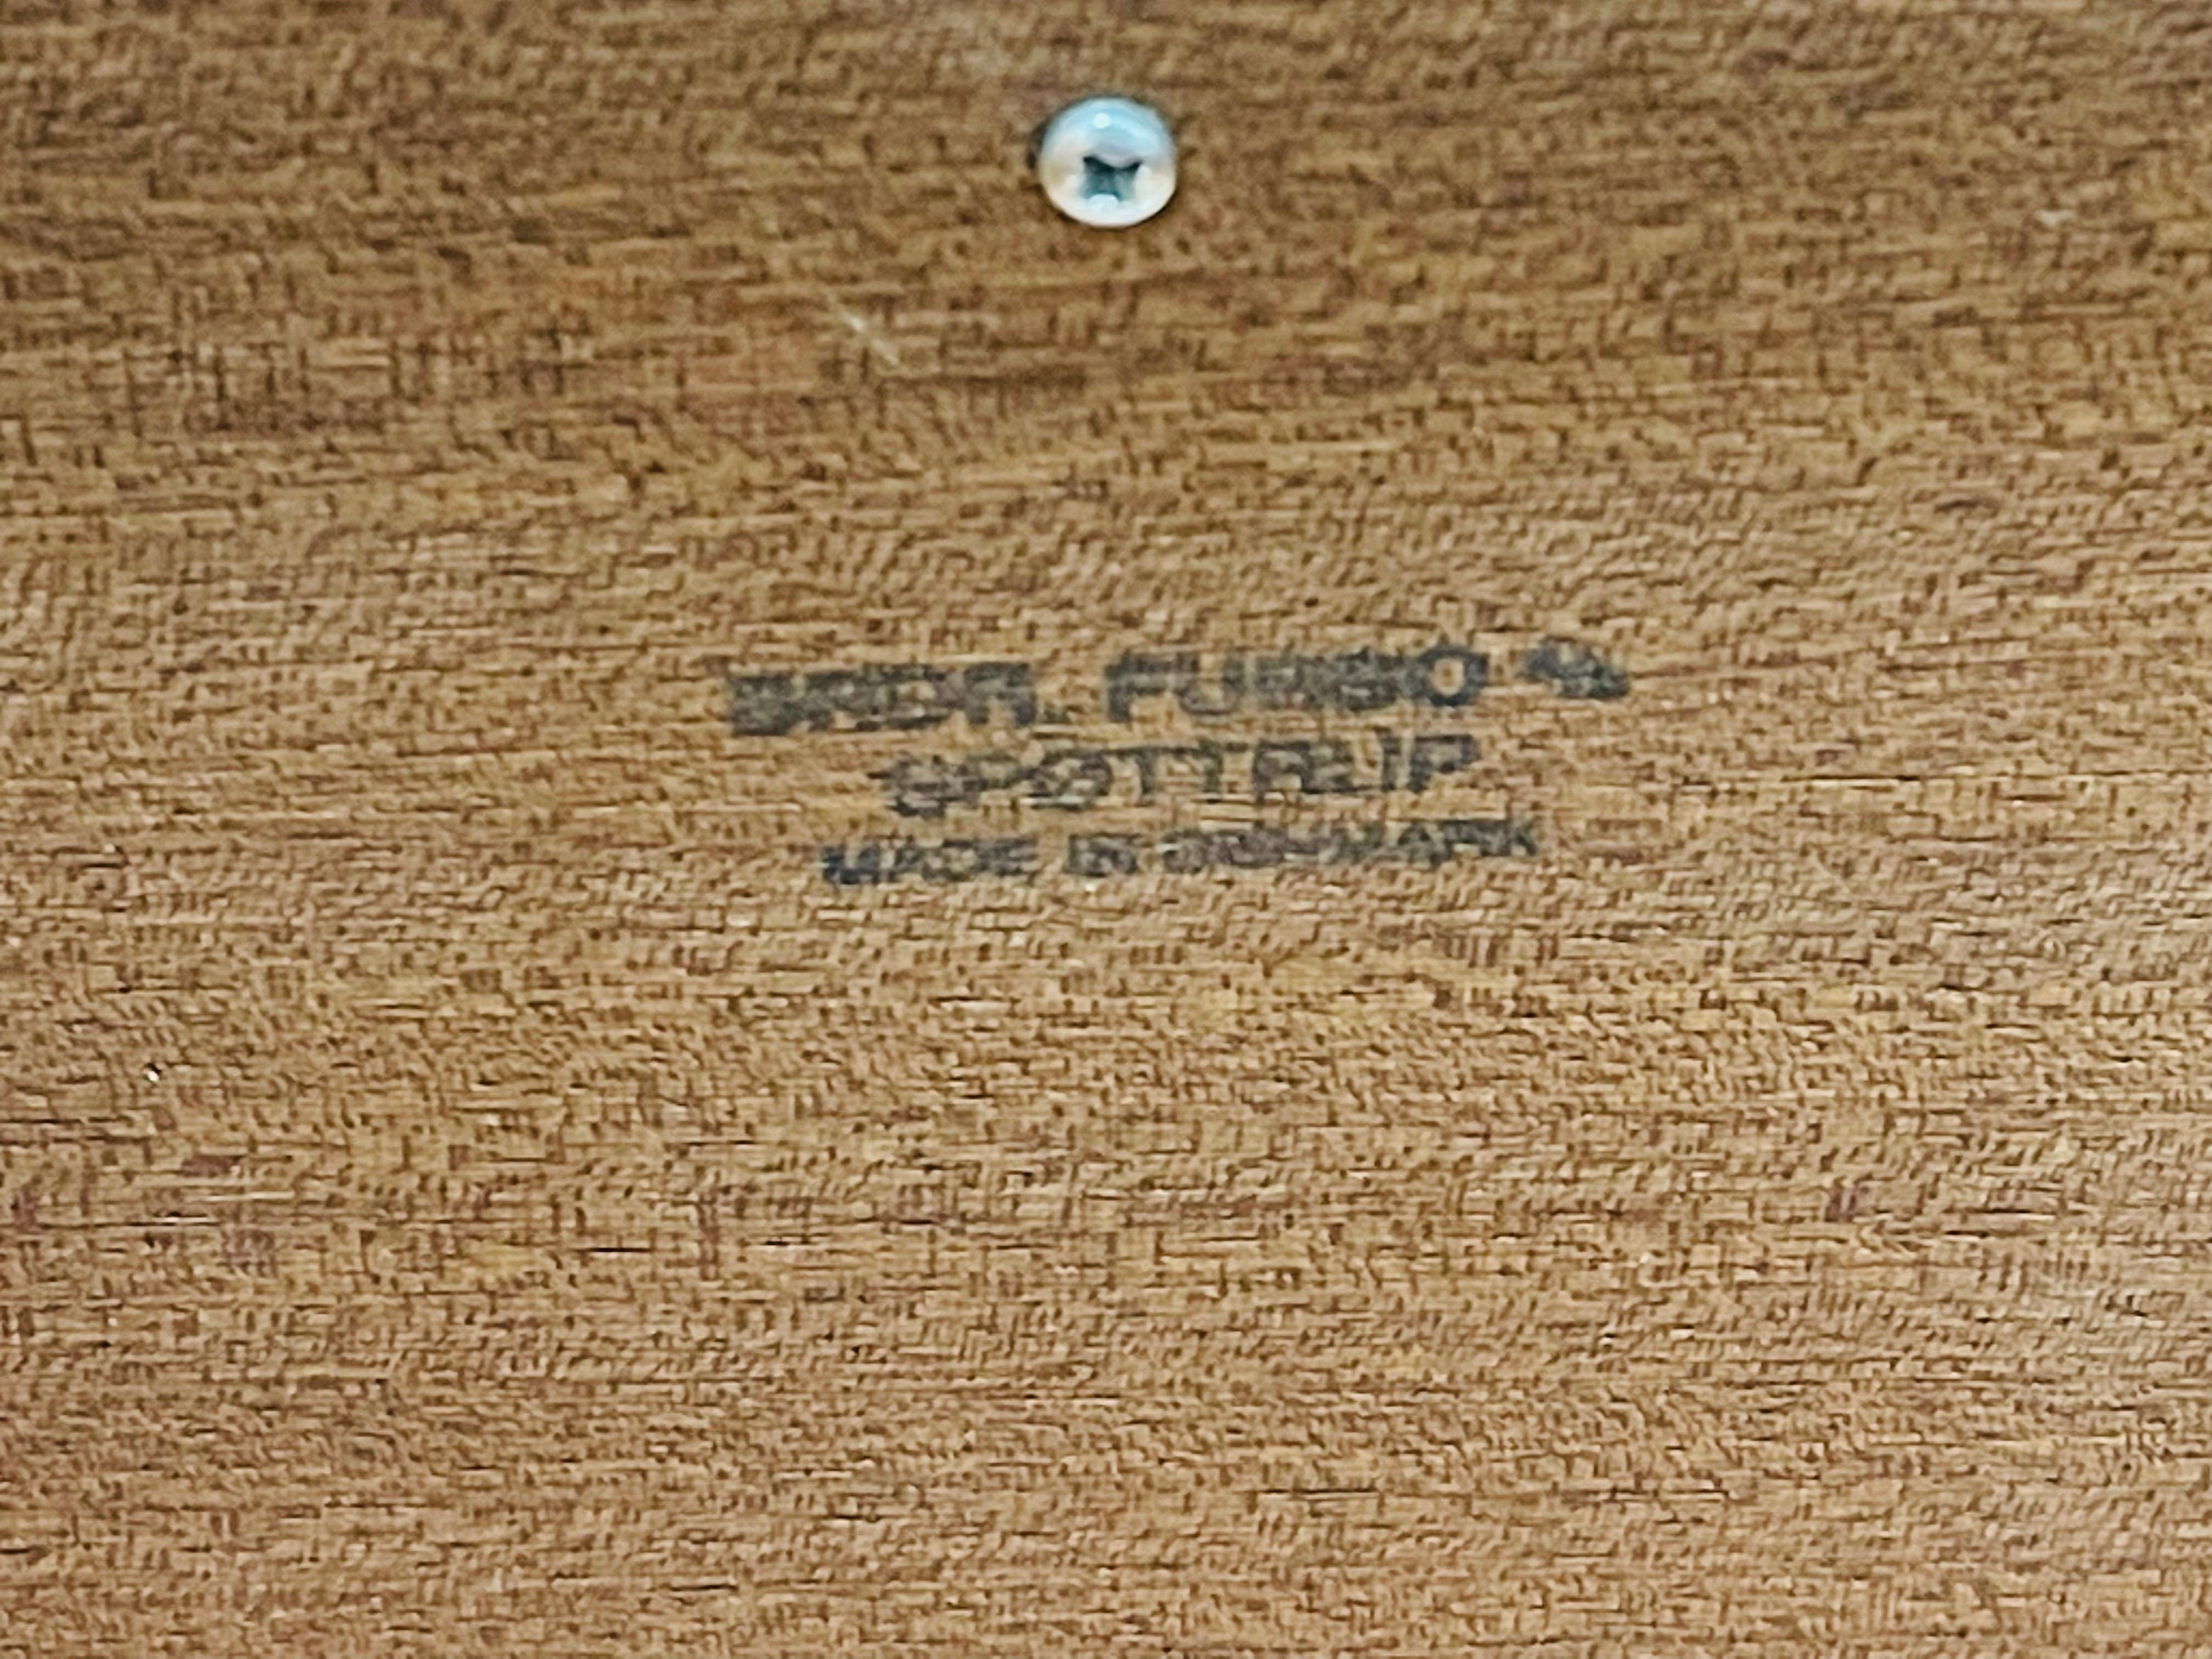 BRDR. FURBO
SPØTTRUP
MADE IN DENMARK